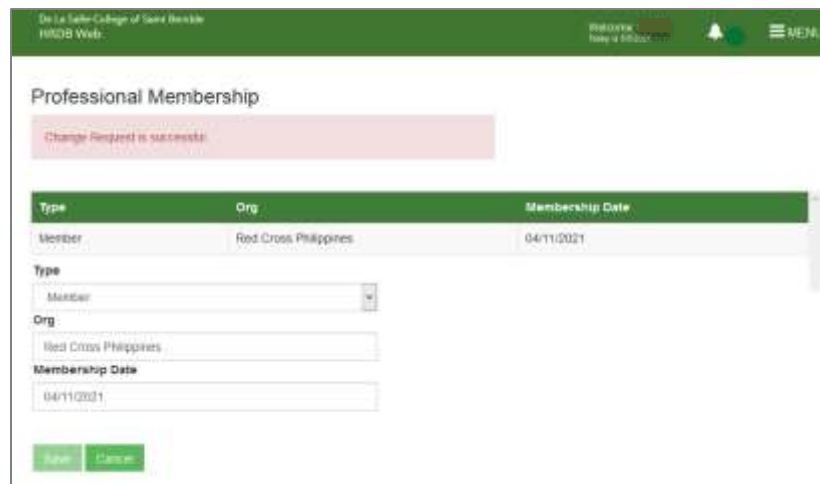 De La Salle-College of Saint Benilde
HRDB Web
Welcome
MENU
Professional Membership
Change Request is successful.
Type Org Membership Date
Member Red Cross Philippines 04/11/2021
Type
Member
Org
Red Cross Philippines
Membership Date
04/11/2021
Save Cancel